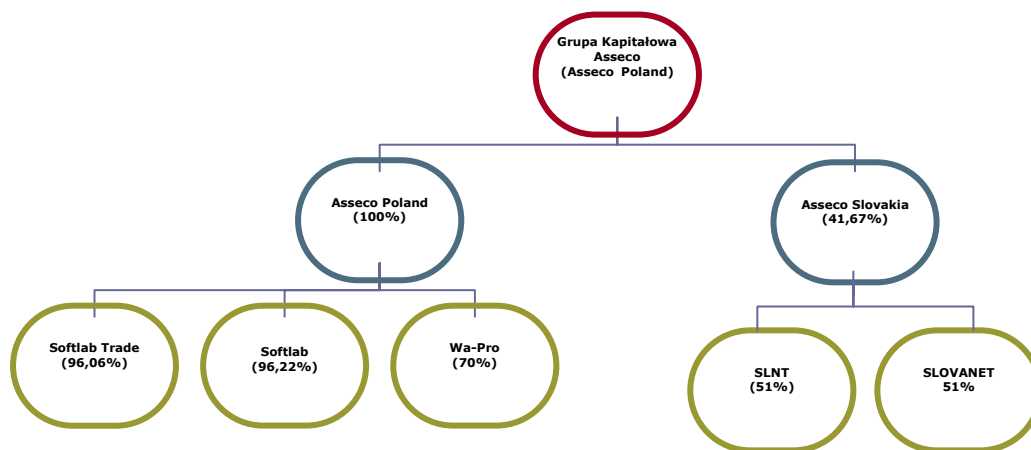 Grupa Kapitałowa
Asseco
(Asseco Poland)
Asseco Poland
(100%)
Asseco Slovakia
(41,67%)
Softlab Trade
(96,06%)
Softlab
(96,22%)
Wa-Pro
(70%)
SLNT
(51%)
SLOVANET
51%